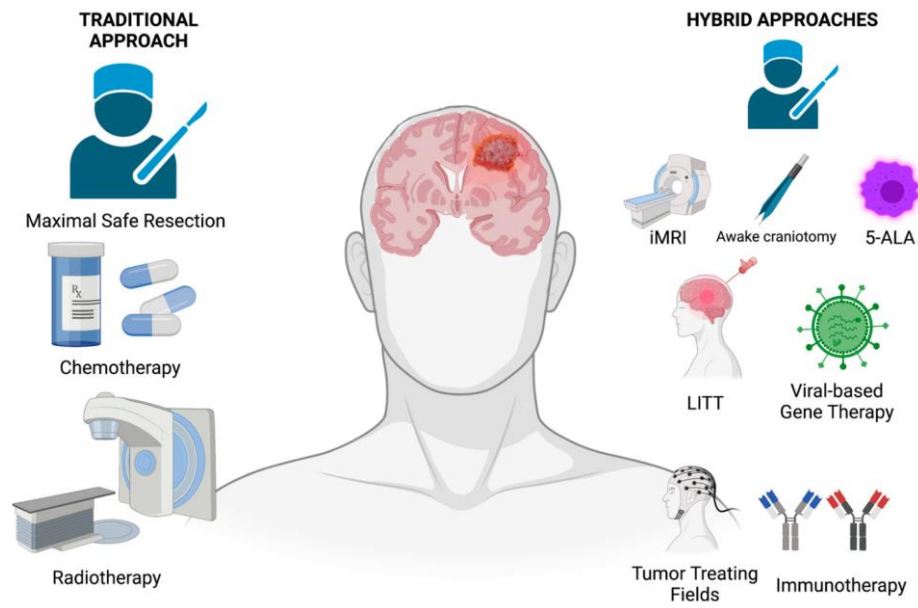 TRADITIONAL
APPROACH
Maximal Safe Resection
Rx
Chemotherapy
Radiotherapy
HYBRID APPROACHES
iMRI
Awake craniotomy
5-ALA
LITT
Viral-based
Gene Therapy
Tumor Treating
Fields
Immunotherapy